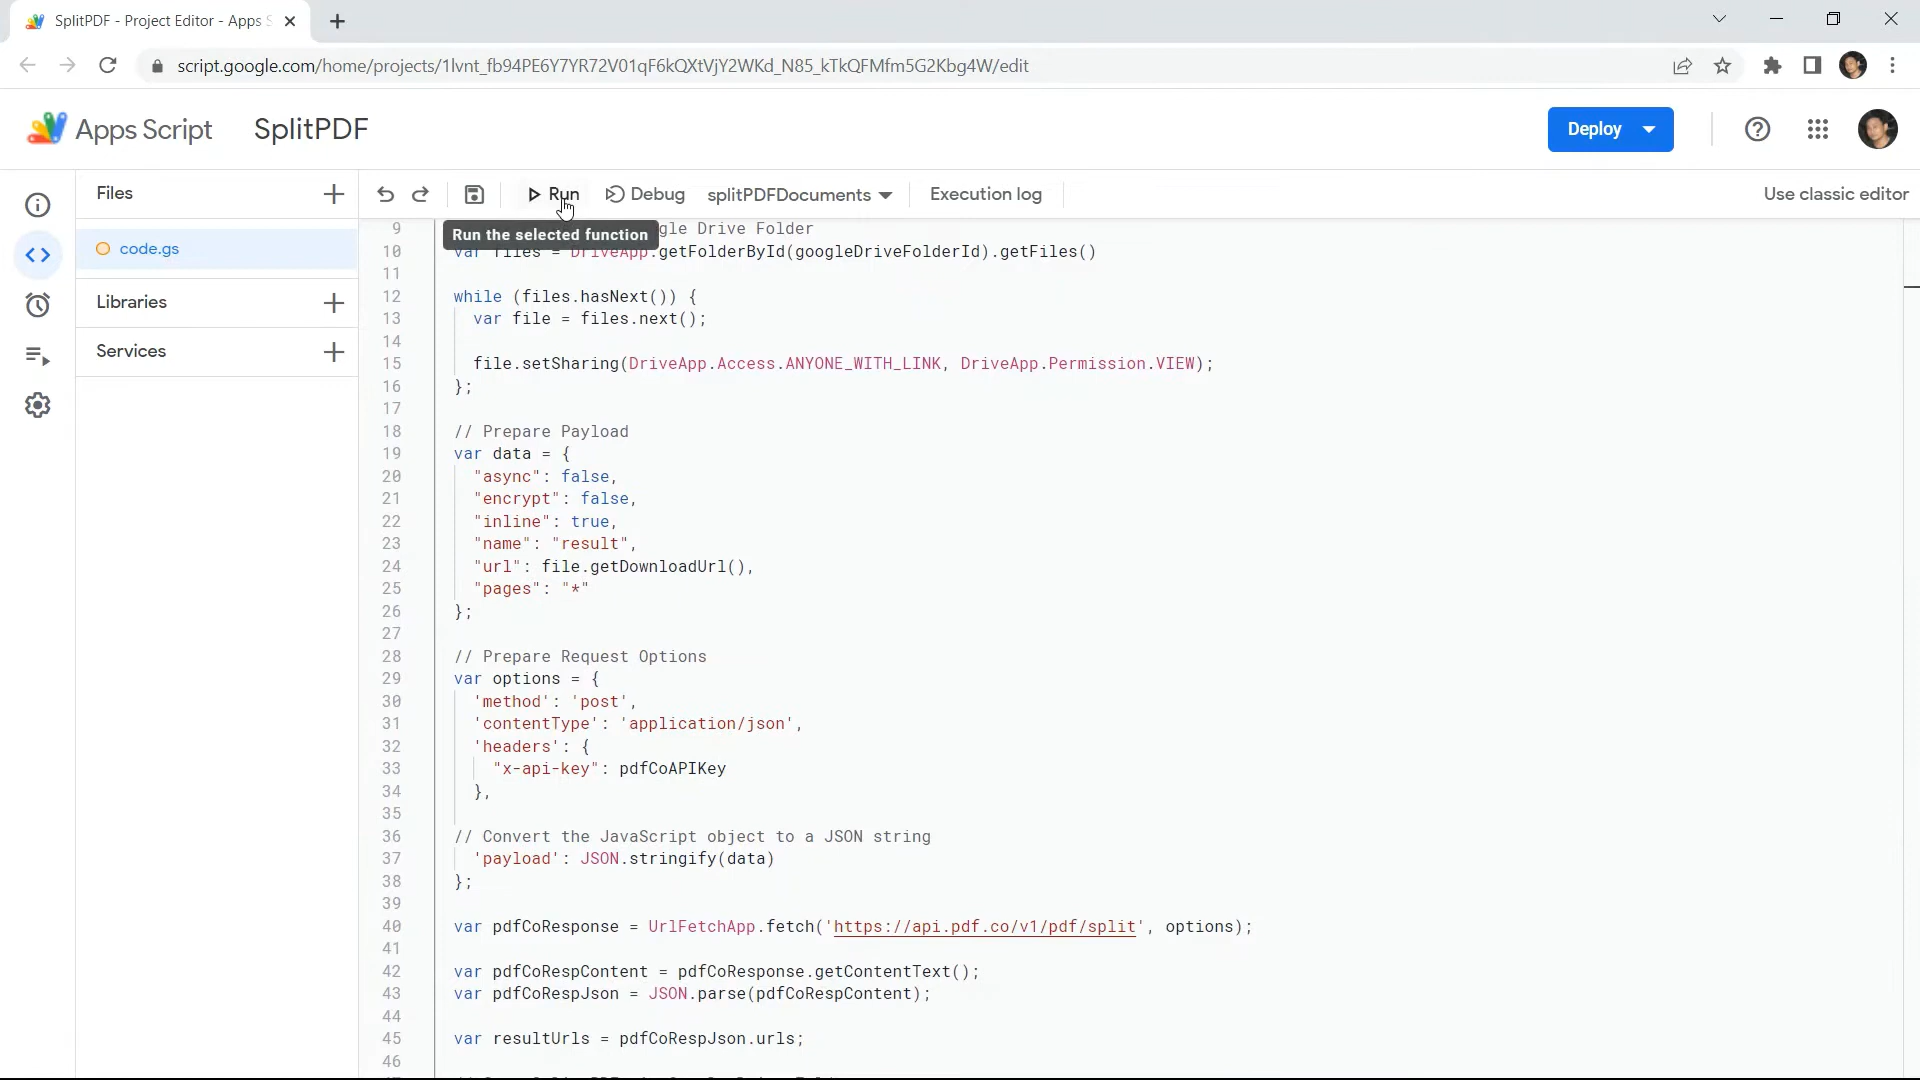 SplitPDF - Project Editor - Apps S
script.google.com/home/projects/1lvnt_fb94PE6Y7YR72V01qF6kQXtVjY2WKd_N85_kTkQFMfm5G2Kbg4W/edit
Apps Script SplitPDF
Deploy
Files
Run
Debug
splitPDFDocuments
Execution log
Use classic editor
Run the selected function
code.gs
Libraries
Services
9 gle Drive Folder
10 var files = DriveApp.getFolderById(googleDriveFolderId).getFiles()
11
12 while (files.hasNext()) {
13 var file = files.next();
14
15 file.setSharing(DriveApp.Access.ANYONE_WITH_LINK, DriveApp.Permission.VIEW);
16 };
17
18 // Prepare Payload
19 var data = {
20 "async": false,
21 "encrypt": false,
22 "inline": true,
23 "name": "result",
24 "url": file.getDownloadUrl(),
25 "pages": "*"
26 };
27
28 // Prepare Request Options
29 var options = {
30 'method': 'post',
31 'contentType': 'application/json',
32 'headers': {
33 "x-api-key": pdfCoAPIKey
34 },
35
36 // Convert the JavaScript object to a JSON string
37 'payload': JSON.stringify(data)
38 };
39
40 var pdfCoResponse = UrlFetchApp.fetch('https://api.pdf.co/v1/pdf/split', options);
41
42 var pdfCoRespContent = pdfCoResponse.getContentText();
43 var pdfCoRespJson = JSON.parse(pdfCoRespContent);
44
45 var resultUrls = pdfCoRespJson.urls;
46